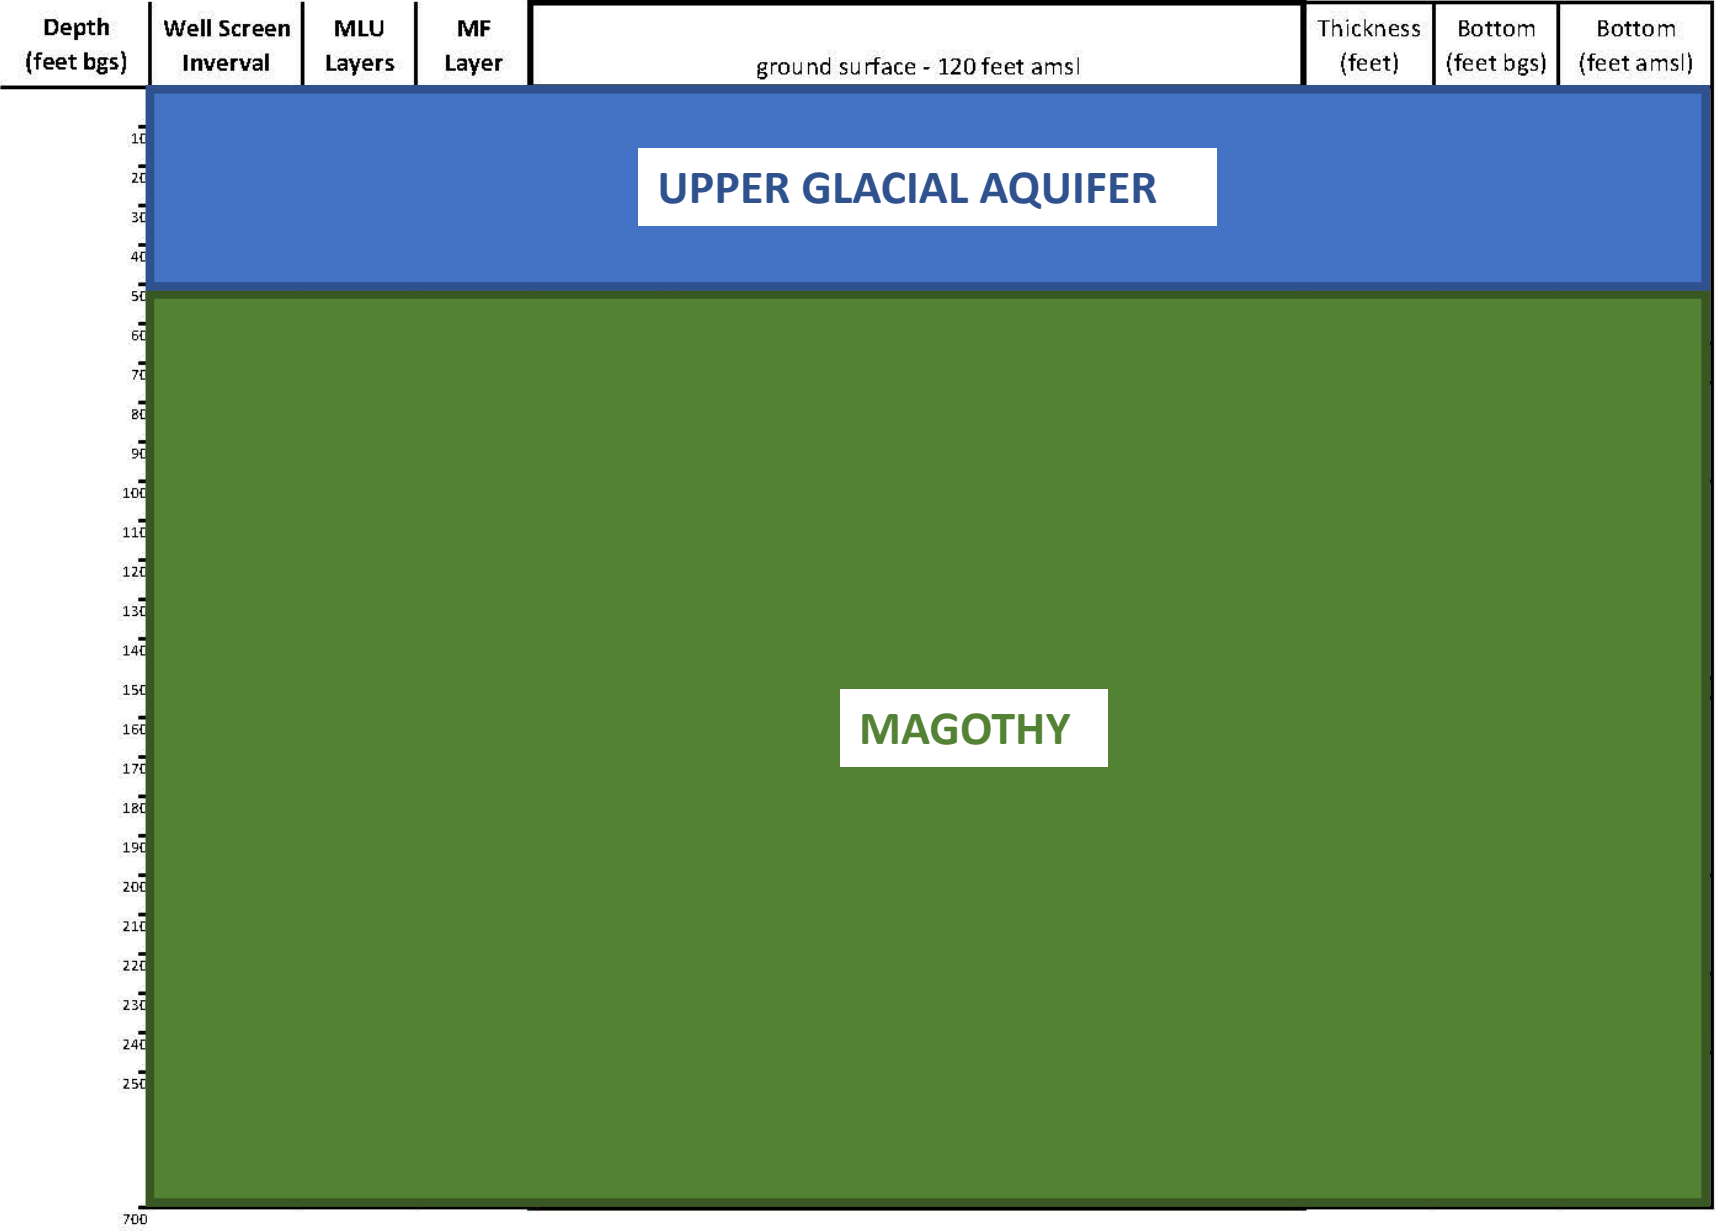 Depth
(feet bgs)
Well Screen
Inverval
MLU
Layers
MF
Layer
ground surface - 120 feet amsl
Thickness
(feet)
Bottom
(feet bgs)
Bottom
(feet amsl)
10
20
30
40
50
60
70
80
90
100
110
120
130
140
150
160
170
180
190
200
210
220
230
240
250
700
UPPER GLACIAL AQUIFER
MAGOTHY